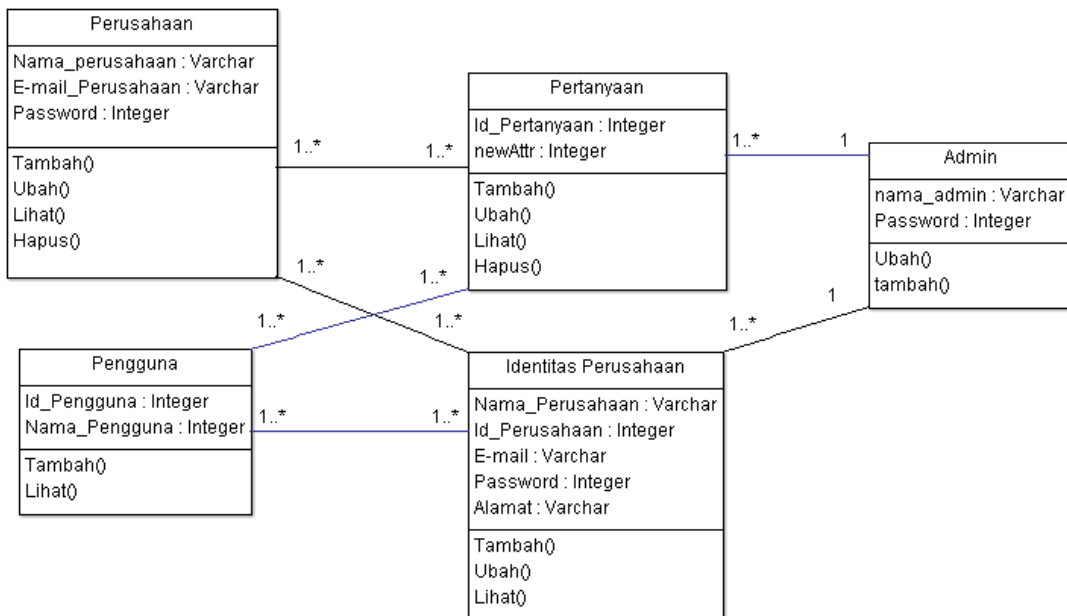 Perusahaan
Nama_perusahaan : Varchar
E-mail_Perusahaan : Varchar
Password : Integer
Tambah()
Ubah()
Lihat()
Hapus()
1..*
1..*
1..*
1..*
Pertanyaan
Id_Pertanyaan : Integer
newAttr : Integer
Tambah()
Ubah()
Lihat()
Hapus()
1..*
1
1..*
1..*
Admin
nama_admin : Varchar
Password : Integer
Ubah()
tambah()
1
1..*
Pengguna
Id_Pengguna : Integer
Nama_Pengguna : Integer
Tambah()
Lihat()
1..*
1..*
Identitas Perusahaan
Nama_Perusahaan : Varchar
Id_Perusahaan : Integer
E-mail : Varchar
Password : Integer
Alamat : Varchar
Tambah()
Ubah()
Lihat()